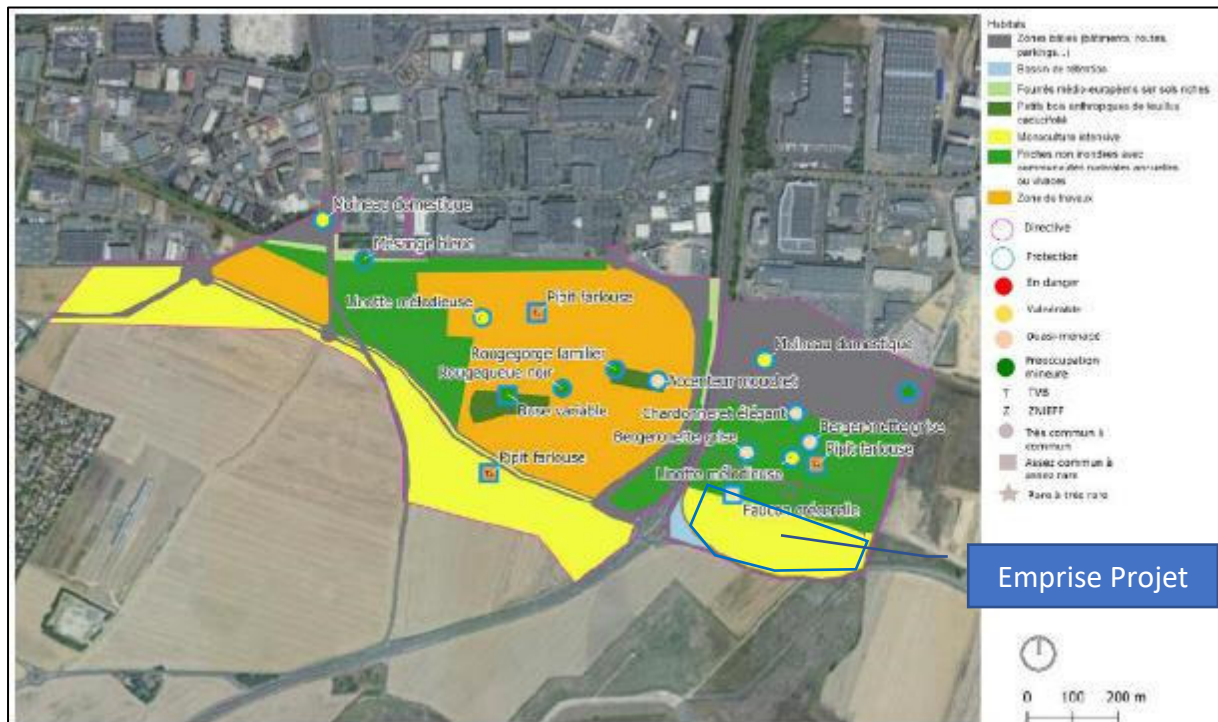 Habitats
Zones bâties (bâtiments, routes,
parkings...)
Bassin de rétention
Fourrés médio-européens sur sols riches
Petits bois anthropiques de feuillus
caducifolié
Monoculture intensive
Friches non irondées avec
communautés rudérales annuelles
ou vivaces
Zone de travaux
Directive
Protection
En danger
Vulnérable
Quasi-menacé
Préoccupation
mineure
T TVB
Z ZNIEFF
Très commun à
commun
Assez commun à
assez rare
Rare à très rare
Moineau domestique
Mésange bleue
Linotte mélodieuse
Pipit farlouse
Rougegorge familier
Rougequeue noir
Accenteur mouchet
Buse variable
Pipit farlouse
Moineau domestique
Chardonneret élégant
Bergeronette grise
Bergeronette grise
Pipit farlouse
Linotte mélodieuse
Faucon crécerelle
Emprise Projet
0 100 200 m